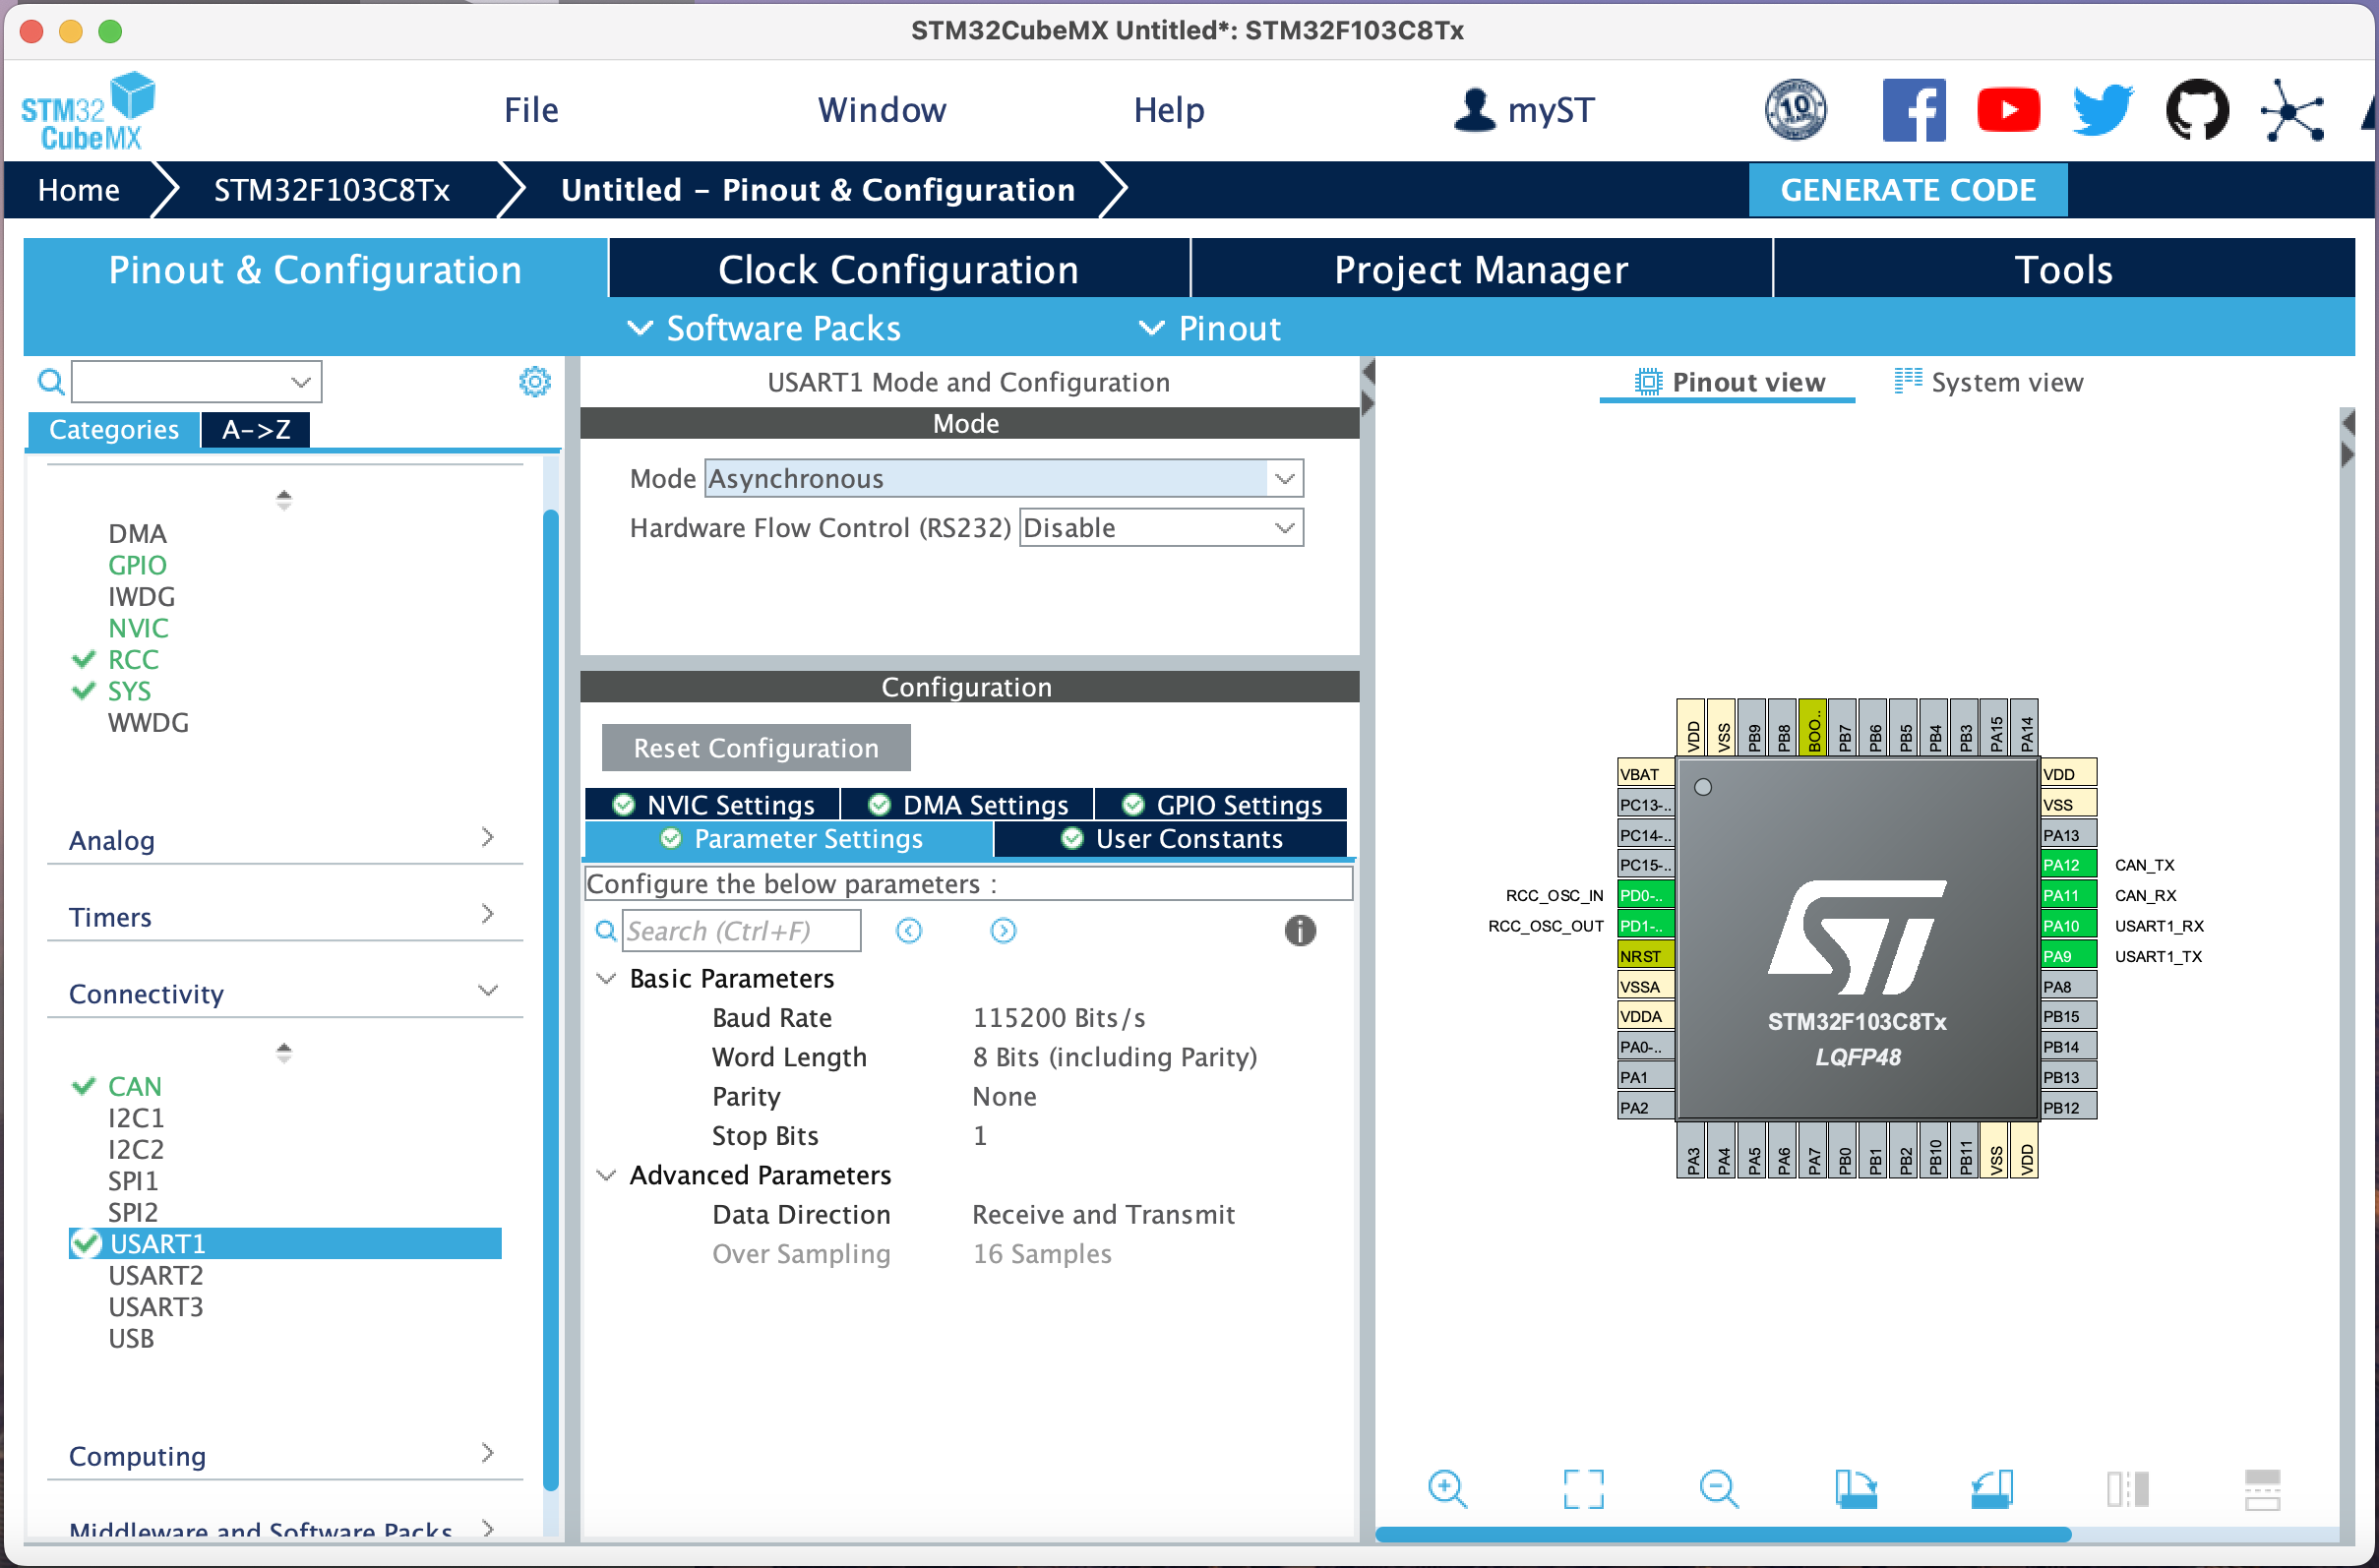 STM32CubeMX Untitled*: STM32F103C8Tx
STM32
CubeMX
File
Window
Help
myST
10
YEARS
Home
STM32F103C8Tx
Untitled – Pinout & Configuration
GENERATE CODE
Pinout & Configuration
Clock Configuration
Project Manager
Tools
Software Packs
Pinout
Categories
A->Z
DMA
GPIO
IWDG
NVIC
RCC
SYS
WWDG
Analog
Timers
Connectivity
CAN
I2C1
I2C2
SPI1
SPI2
USART1
USART2
USART3
USB
Computing
Middleware and Software Packs
USART1 Mode and Configuration
Mode
Mode Asynchronous
Hardware Flow Control (RS232) Disable
Configuration
Reset Configuration
NVIC Settings
DMA Settings
GPIO Settings
Parameter Settings
User Constants
Configure the below parameters :
Search (Ctrl+F)
Basic Parameters
Baud Rate 115200 Bits/s
Word Length 8 Bits (including Parity)
Parity None
Stop Bits 1
Advanced Parameters
Data Direction Receive and Transmit
Over Sampling 16 Samples
Pinout view
System view
VDD
VSS
PB9
PB8
BOO..
PB7
PB6
PB5
PB4
PB3
PA15
PA14
VBAT
PC13-..
PC14-..
PC15-..
RCC_OSC_IN PD0-..
RCC_OSC_OUT PD1-..
NRST
VSSA
VDDA
PA0-..
PA1
PA2
ST
STM32F103C8Tx
LQFP48
VDD
VSS
PA13
PA12 CAN_TX
PA11 CAN_RX
PA10 USART1_RX
PA9 USART1_TX
PA8
PB15
PB14
PB13
PB12
PA3
PA4
PA5
PA6
PA7
PB0
PB1
PB2
PB10
PB11
VSS
VDD